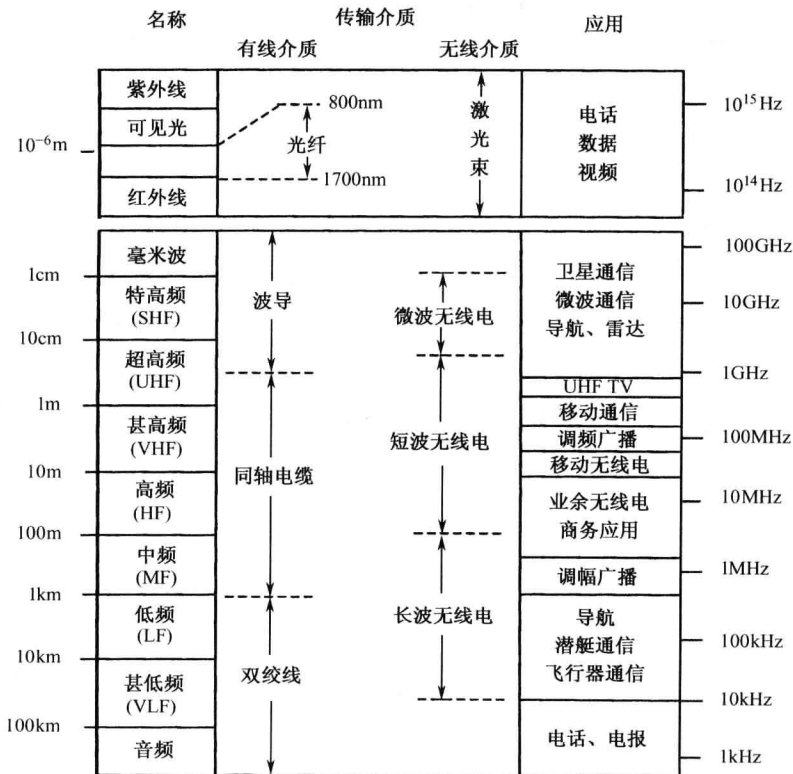 名称
传输介质
应用
有线介质
无线介质
紫外线
800nm
激
光
束
电话
数据
视频
10¹⁵Hz
可见光
10⁻⁶m
光纤
红外线
1700nm
10¹⁴Hz
毫米波
100GHz
1cm
特高频
(SHF)
波导
微波无线电
卫星通信
微波通信
导航、雷达
10GHz
10cm
超高频
(UHF)
1GHz
UHF TV
1m
移动通信
甚高频
(VHF)
调频广播
100MHz
短波无线电
移动无线电
10m
同轴电缆
高频
(HF)
业余无线电
商务应用
10MHz
100m
中频
(MF)
调幅广播
1MHz
1km
低频
(LF)
长波无线电
导航
潜艇通信
飞行器通信
100kHz
10km
甚低频
(VLF)
双绞线
10kHz
100km
音频
电话、电报
1kHz